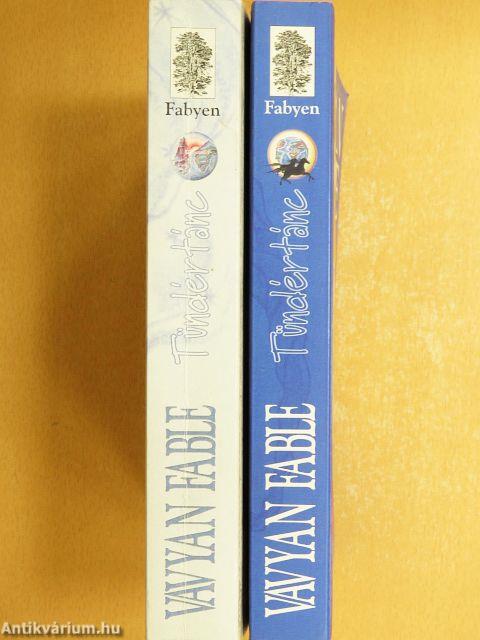 Fabyen
Tündértánc
VAVYAN FABLE
Fabyen
Tündértánc
VAVYAN FABLE
Antikvárium.hu